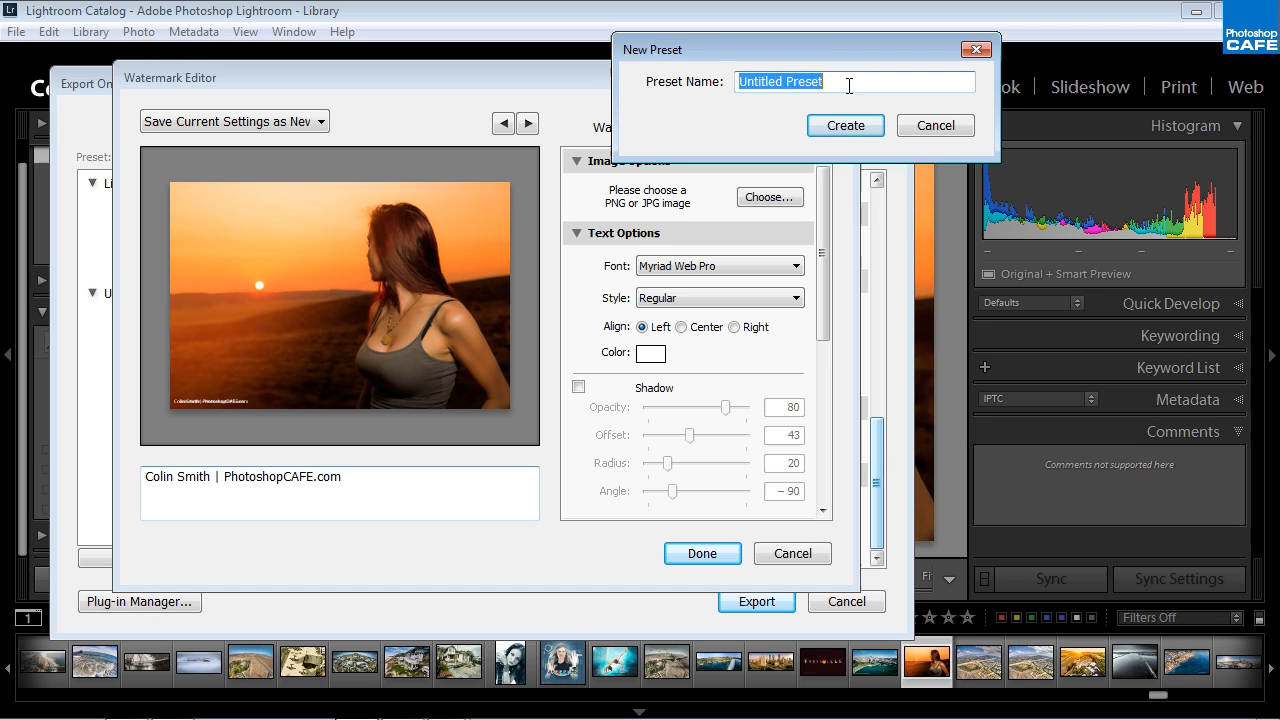 Lr Lightroom Catalog - Adobe Photoshop Lightroom - Library
Photoshop
CAFE
File Edit Library Photo Metadata View Window Help
New Preset
Preset Name: Untitled Preset
Create Cancel
Export On
Watermark Editor
Slideshow | Print | Web
Save Current Settings as New
Preset:
Image Options
Please choose a
PNG or JPG image
Choose...
Text Options
Font: Myriad Web Pro
Style: Regular
Align: Left Center Right
Color:
Shadow
Opacity: 80
Offset: 43
Radius: 20
Angle: – 90
Colin Smith | PhotoshopCAFE.com
Colin Smith | PhotoshopCAFE.com
Done Cancel
Plug-in Manager... Export Cancel
Histogram
Original + Smart Preview
Defaults Quick Develop
Keywording
Keyword List
IPTC Metadata
Comments
Comments not supported here
Sync Sync Settings
1
Filters Off